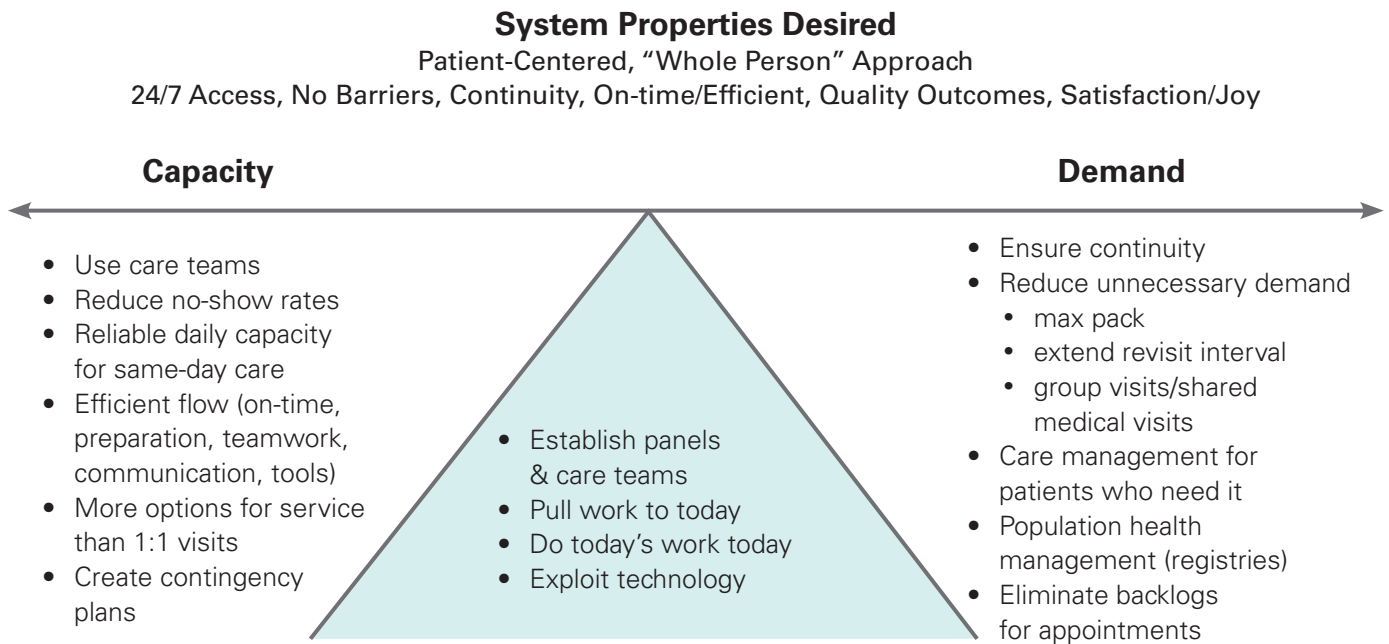 System Properties Desired
Patient-Centered, “Whole Person” Approach
24/7 Access, No Barriers, Continuity, On-time/Efficient, Quality Outcomes, Satisfaction/Joy
Capacity
• Use care teams
• Reduce no-show rates
• Reliable daily capacity
for same-day care
• Efficient flow (on-time,
preparation, teamwork,
communication, tools)
• More options for service
than 1:1 visits
• Create contingency
plans
• Establish panels
& care teams
• Pull work to today
• Do today’s work today
• Exploit technology
Demand
• Ensure continuity
• Reduce unnecessary demand
• max pack
• extend revisit interval
• group visits/shared
medical visits
• Care management for
patients who need it
• Population health
management (registries)
• Eliminate backlogs
for appointments